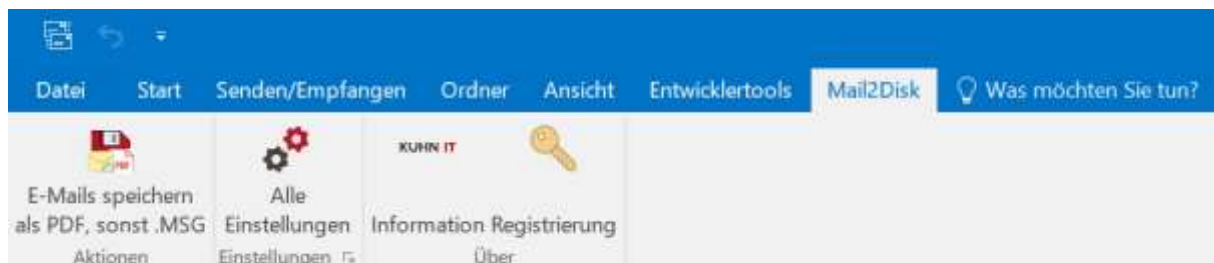 Datei Start Senden/Empfangen Ordner Ansicht Entwicklertools Mail2Disk Was möchten Sie tun?
PDF KUHN IT
E-Mails speichern Alle
als PDF, sonst .MSG Einstellungen Information Registrierung
Aktionen Einstellungen Über